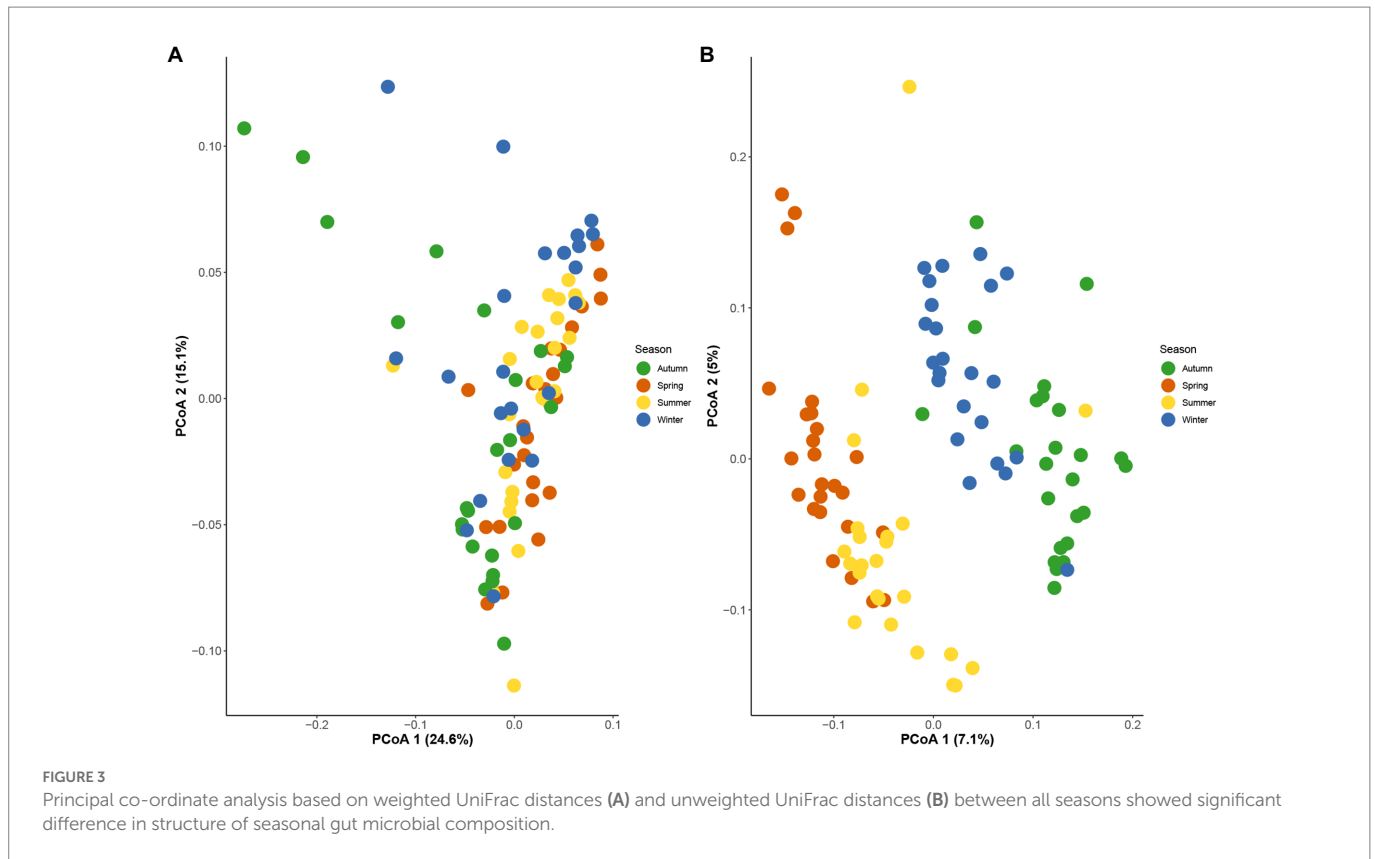 A
0.10
0.05
0.00
−0.05
−0.10
−0.2
−0.1
0.0
0.1
PCoA 2 (15.1%)
PCoA 1 (24.6%)
Season
Autumn
Spring
Summer
Winter
B
0.2
0.1
0.0
−0.1
−0.1
0.0
0.1
0.2
PCoA 2 (5%)
PCoA 1 (7.1%)
Season
Autumn
Spring
Summer
Winter
FIGURE 3
Principal co-ordinate analysis based on weighted UniFrac distances (A) and unweighted UniFrac distances (B) between all seasons showed significant
difference in structure of seasonal gut microbial composition.